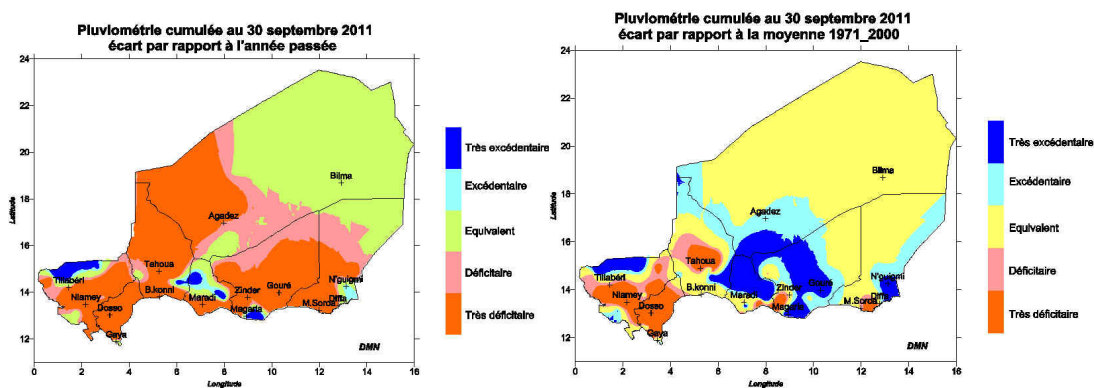 Pluviométrie cumulée au 30 septembre 2011
écart par rapport à l'année passée
24
22
20
18
16
14
12
Latitude
Bilma
Agadez
Tahoua
Tillabéri
Niamey
Dosso
Gaya
B.konni
Maradi
Zinder
Gouré
Magaria
M.Soroa
N'guigmi
Diffa
DMN
0
2
4
6
8
10
12
14
16
Longitude
Très excédentaire
Excédentaire
Equivalent
Déficitaire
Très déficitaire
Pluviométrie cumulée au 30 septembre 2011
écart par rapport à la moyenne 1971_2000
24
22
20
18
16
14
12
Latitude
Bilma
Agadez
Tahoua
Tillabéri
Niamey
Dosso
Gaya
B.konni
Maradi
Zinder
Gouré
Magaria
M.Soroa
N'guigmi
Diffa
DMN
0
2
4
6
8
10
12
14
16
Longitude
Très excédentaire
Excédentaire
Equivalent
Déficitaire
Très déficitaire